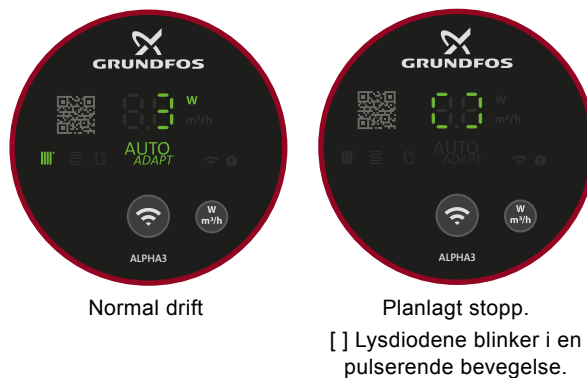 GRUNDFOS
3 W
m³/h
AUTO
ADAPT
W
m³/h
ALPHA3
Normal drift
GRUNDFOS
[ ] W
m³/h
AUTO
ADAPT
W
m³/h
ALPHA3
Planlagt stopp.
[ ] Lysdiodene blinker i en
pulserende bevegelse.